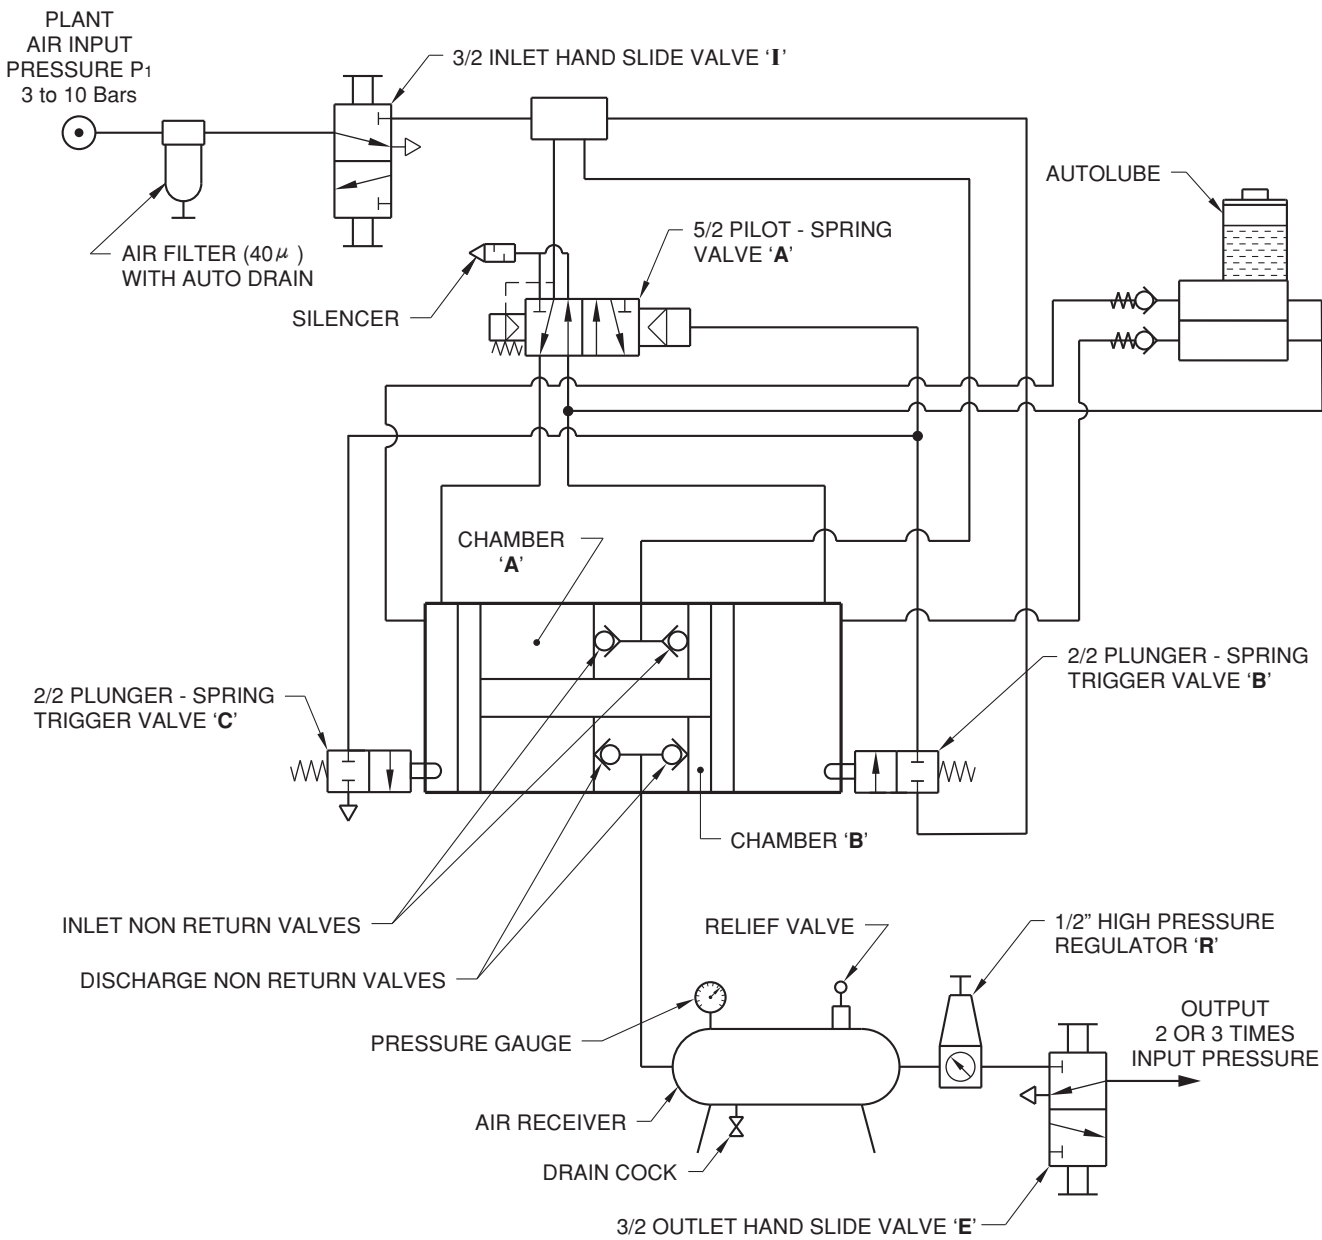 PLANT
AIR INPUT
PRESSURE P1
3 to 10 Bars
3/2 INLET HAND SLIDE VALVE ‘I’
AUTOLUBE
5/2 PILOT - SPRING
VALVE ‘A’
AIR FILTER (40μ )
WITH AUTO DRAIN
SILENCER
CHAMBER
‘A’
2/2 PLUNGER - SPRING
TRIGGER VALVE ‘B’
2/2 PLUNGER - SPRING
TRIGGER VALVE ‘C’
CHAMBER ‘B’
INLET NON RETURN VALVES
RELIEF VALVE
1/2” HIGH PRESSURE
REGULATOR ‘R’
DISCHARGE NON RETURN VALVES
OUTPUT
2 OR 3 TIMES
INPUT PRESSURE
PRESSURE GAUGE
AIR RECEIVER
DRAIN COCK
3/2 OUTLET HAND SLIDE VALVE ‘E’